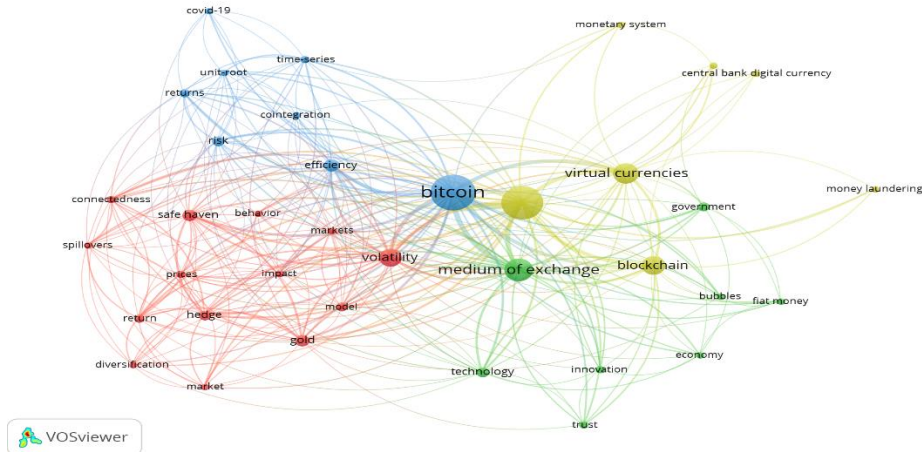 covid-19
monetary system
time-series
unit-root
central bank digital currency
returns
cointegration
risk
efficiency
virtual currencies
bitcoin
money laundering
connectedness
government
safe haven
behavior
markets
spillovers
volatility
medium of exchange
blockchain
prices
impact
bubbles
fiat money
return
hedge
model
gold
economy
diversification
technology
innovation
market
trust
VOSviewer